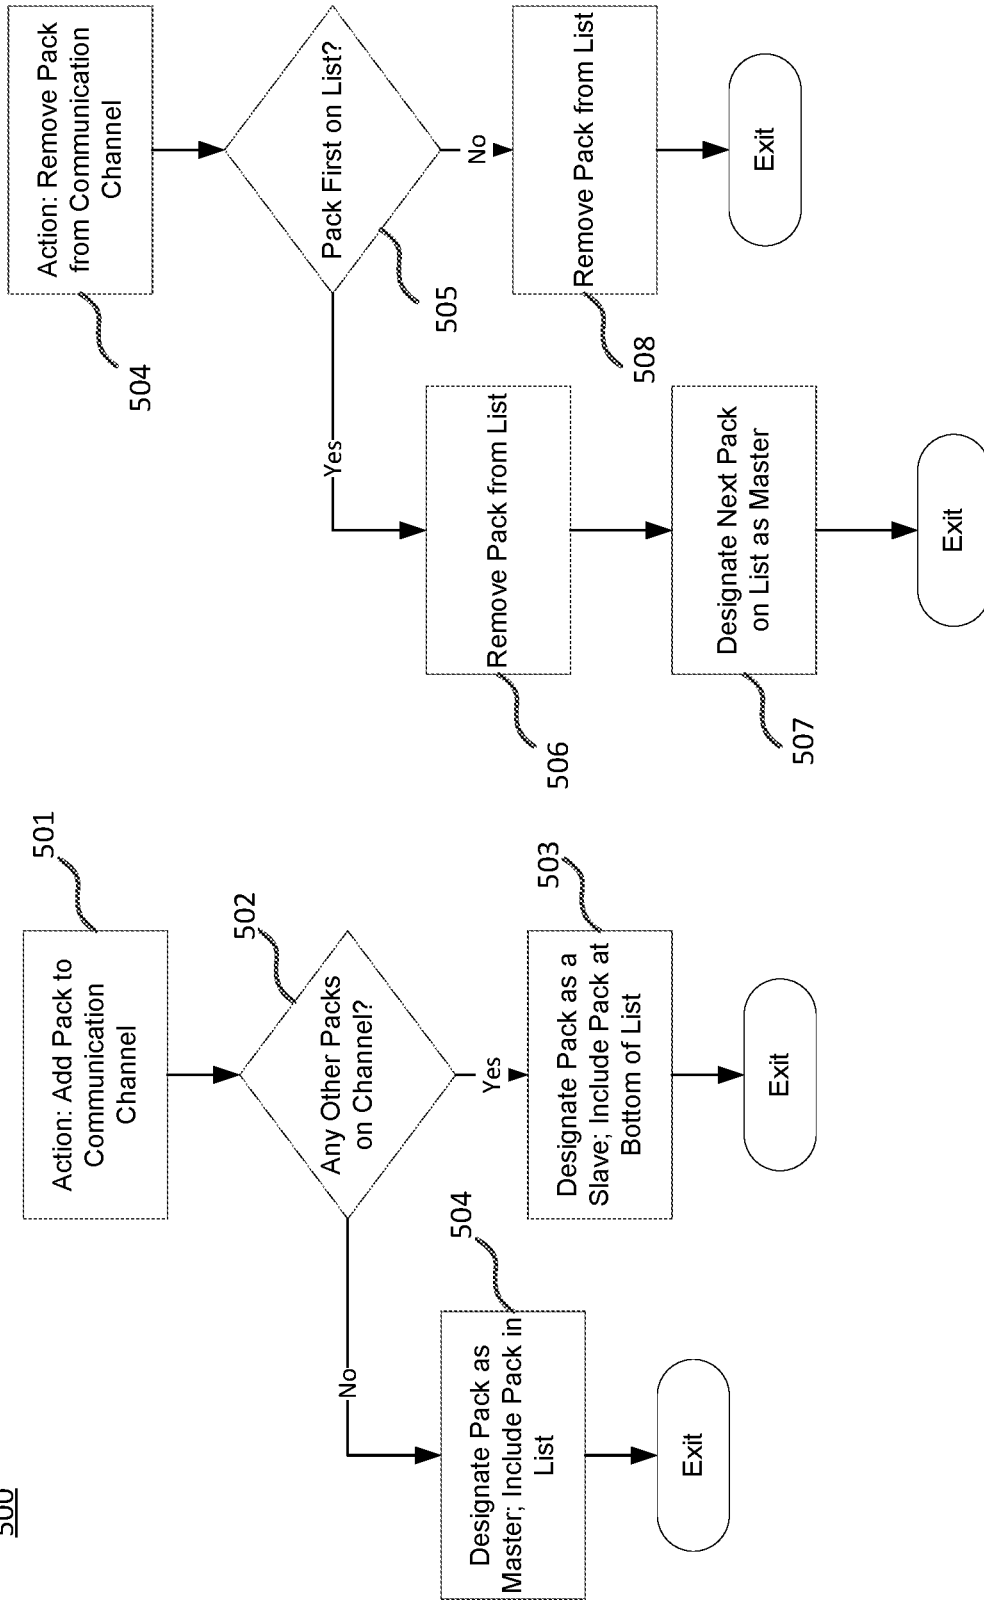 500
Action: Add Pack to
Communication
Channel
501
Any Other Packs
on Channel?
502
No
Yes
Designate Pack as
Master; Include Pack in
List
504
Designate Pack as a
Slave; Include Pack at
Bottom of List
503
Exit
Exit
Action: Remove Pack
from Communication
Channel
504
Pack First on List?
505
Yes
No
Remove Pack from List
506
Remove Pack from List
508
Designate Next Pack
on List as Master
507
Exit
Exit